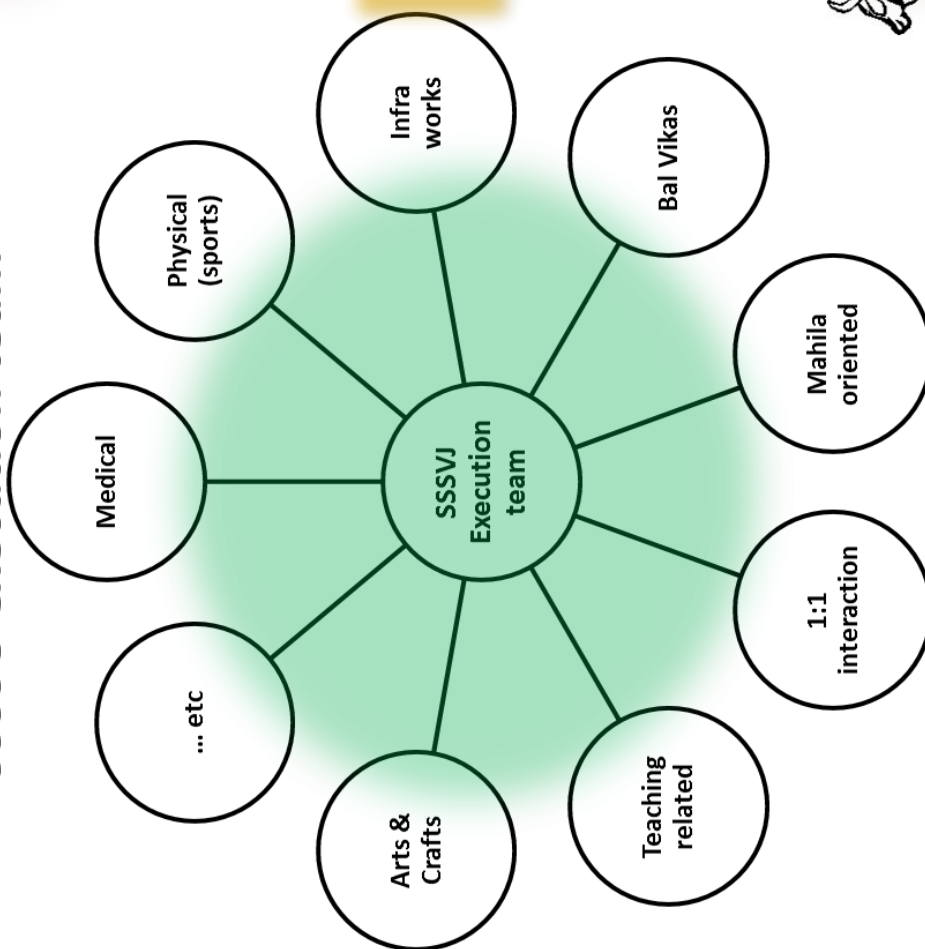 Medical
... etc
Physical
(sports)
Arts &
Crafts
Infra
works
SSSVJ
Execution
team
Teaching
related
Bal Vikas
1:1
interaction
Mahila
oriented